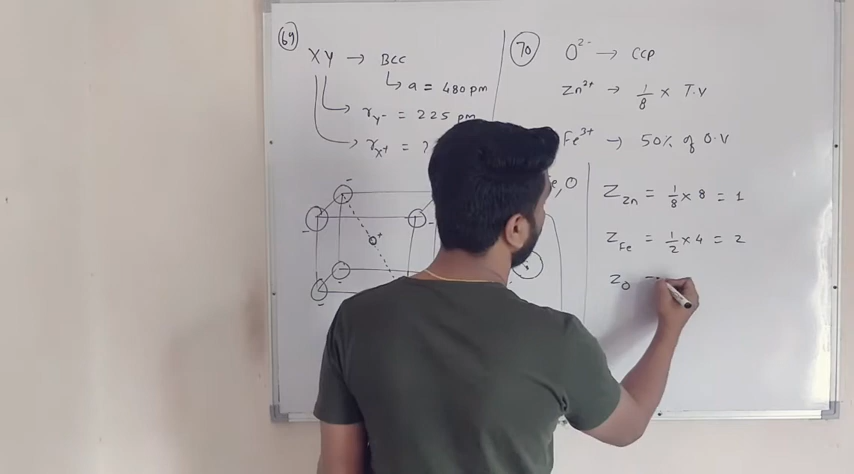 69
XY → BCC
↳ a = 480 pm
r_y- = 225 pm
r_x+ = ?
70
O²⁻ → CCP
Zn²⁺ → 1/8 × T.V
Fe³⁺ → 50% of O.V
Z_Zn = 1/8 × 8 = 1
Z_Fe = 1/2 × 4 = 2
Z_O =